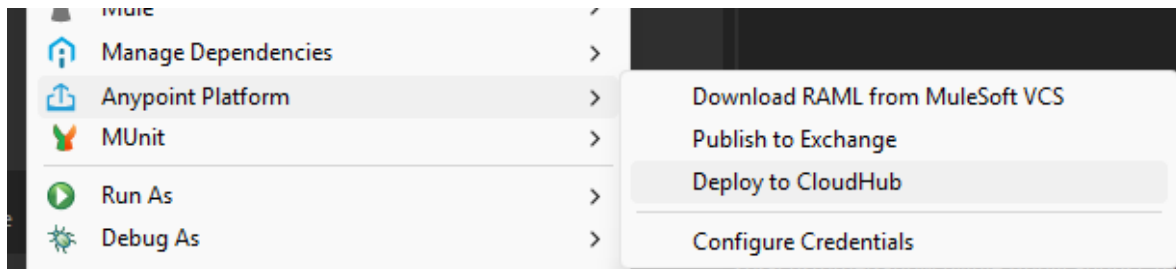 Mule
Manage Dependencies
Anypoint Platform
MUnit
Run As
Debug As
Download RAML from MuleSoft VCS
Publish to Exchange
Deploy to CloudHub
Configure Credentials